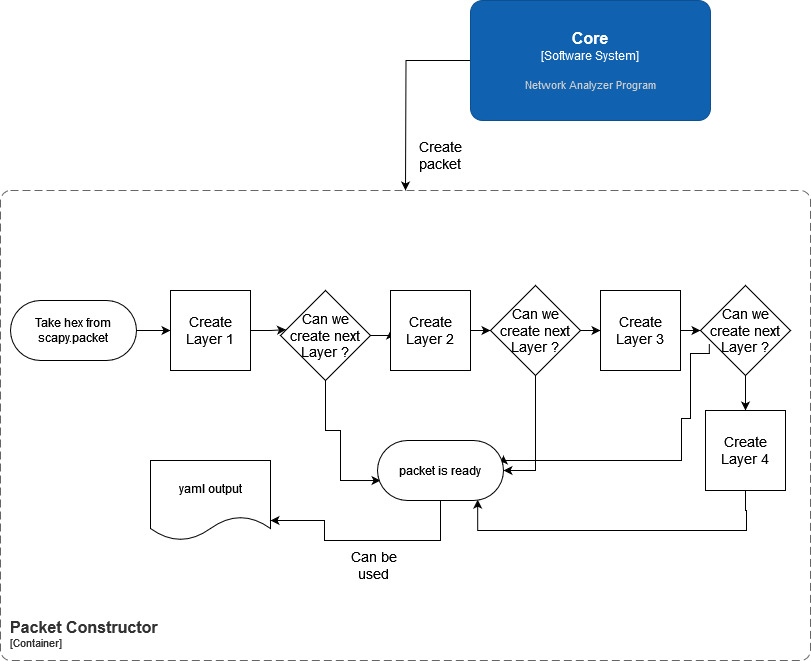 Core
[Software System]
Network Analyzer Program
Create
packet
Take hex from
scapy.packet
Create
Layer 1
Can we
create next
Layer ?
Create
Layer 2
Can we
create next
Layer ?
Create
Layer 3
Can we
create next
Layer ?
Create
Layer 4
packet is ready
yaml output
Can be
used
Packet Constructor
[Container]